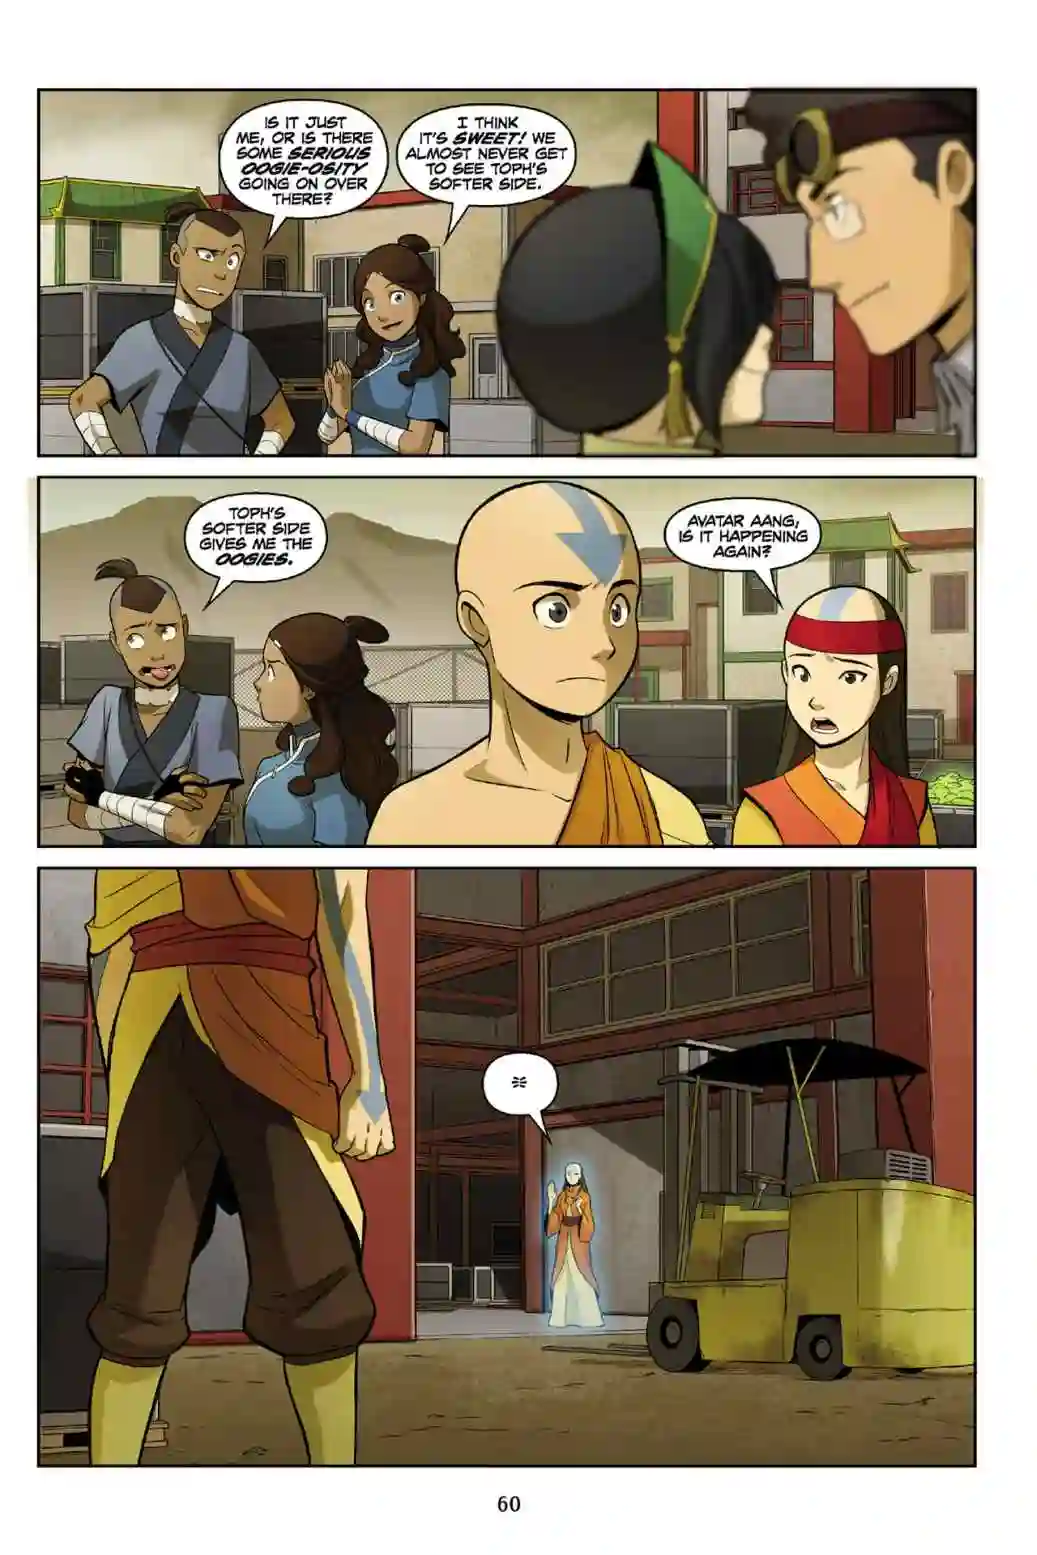 IS IT JUST
ME, OR IS THERE
SOME SERIOUS
OOGIE-OSITY
GOING ON OVER
THERE?
I THINK
IT'S SWEET! WE
ALMOST NEVER GET
TO SEE TOPH'S
SOFTER SIDE.
TOPH'S
SOFTER SIDE
GIVES ME THE
OOGIES.
AVATAR AANG,
IS IT HAPPENING
AGAIN?
60